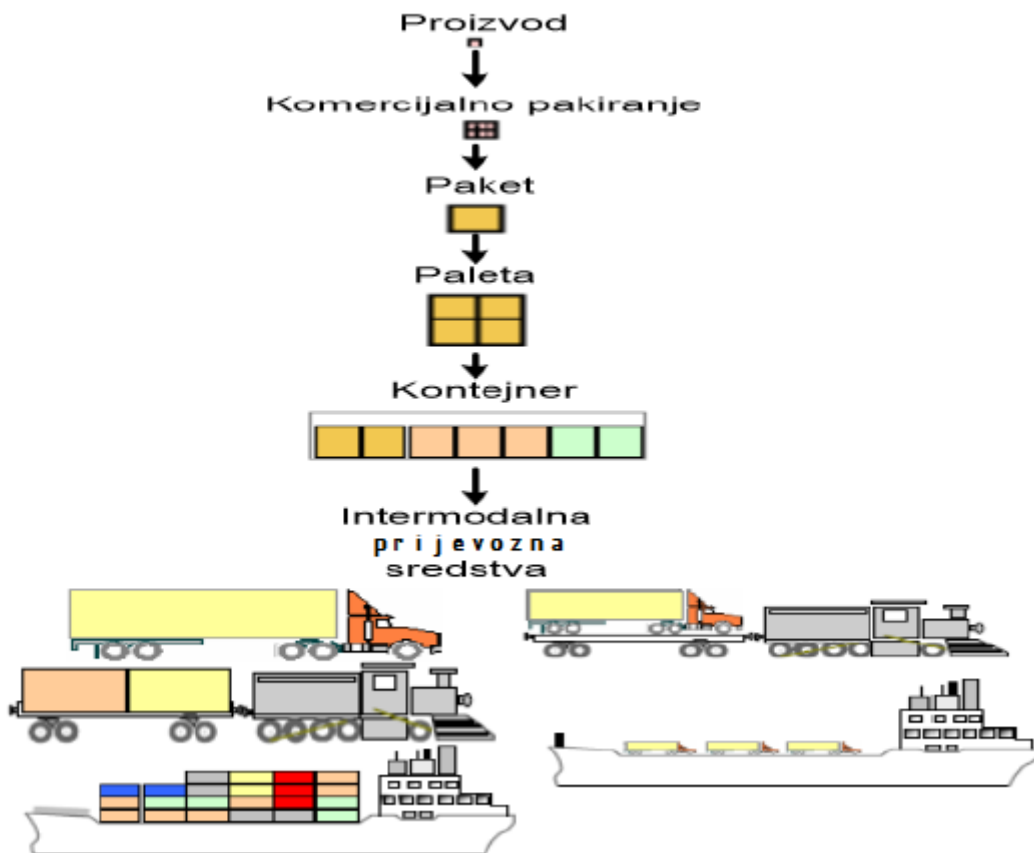 Proizvod
Komercijalno pakiranje
Paket
Paleta
Kontejner
Intermodalna
prijevozna
sredstva